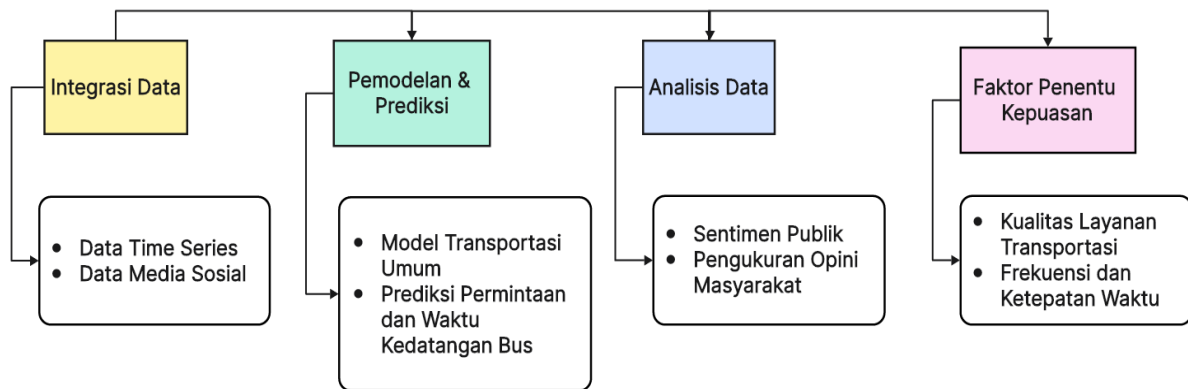 Integrasi Data
Pemodelan &
Prediksi
Analisis Data
Faktor Penentu
Kepuasan
• Data Time Series
• Data Media Sosial
• Model Transportasi
Umum
• Prediksi Permintaan
dan Waktu
Kedatangan Bus
• Sentimen Publik
• Pengukuran Opini
Masyarakat
• Kualitas Layanan
Transportasi
• Frekuensi dan
Ketepatan Waktu